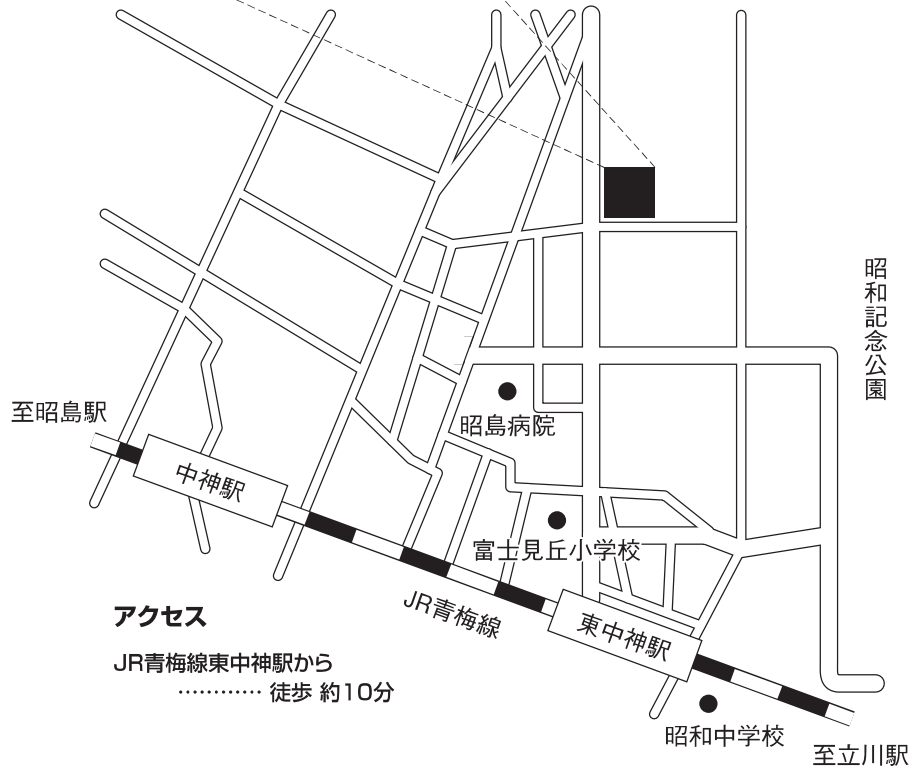 昭和記念公園
至昭島駅
昭島病院
中神駅
富士見丘小学校
JR青梅線
東中神駅
アクセス
JR青梅線東中神駅から
………… 徒歩 約10分
昭和中学校
至立川駅